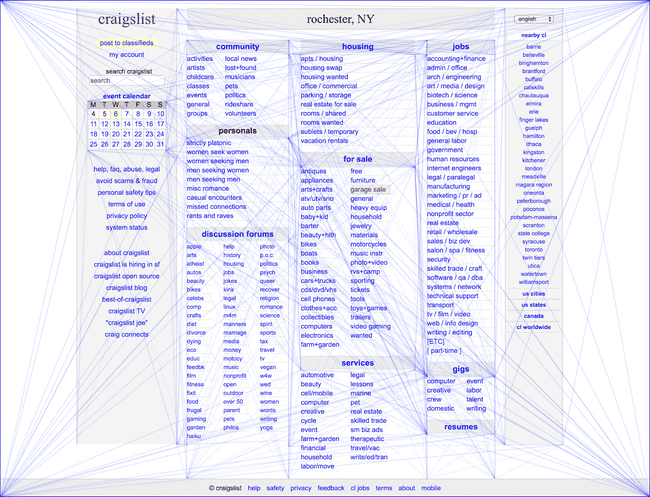 craigslist
post to classifieds
my account
search craigslist
search
event calendar
M T W T F S S
4 5 6 7 8 9 10
11 12 13 14 15 16 17
18 19 20 21 22 23 24
25 26 27 28 29 30 31
help, faq, abuse, legal
avoid scams & fraud
personal safety tips
terms of use
privacy policy
system status
about craigslist
craigslist is hiring in sf
craigslist open source
craigslist blog
best-of-craigslist
craigslist TV
"craigslist joe"
craig connects
rochester, NY
community
activities local news
artists lost+found
childcare musicians
classes pets
events politics
general rideshare
groups volunteers
personals
strictly platonic
women seek women
women seeking men
men seeking women
men seeking men
misc romance
casual encounters
missed connections
rants and raves
discussion forums
apple help photo
arts history p.o.c.
atheist housing politics
autos jobs psych
beauty jokes queer
bikes kink recover
celebs legal religion
comp linux romance
crafts m4m science
diet manners spirit
divorce marriage sports
dying media tax
eco money travel
educ motocy tv
feedbk music vegan
film nonprofit w4w
fitness open wed
fixit outdoor wine
food over 50 women
frugal parent words
gaming pets writing
garden philos yoga
haiku
housing
apts / housing
housing swap
housing wanted
office / commercial
parking / storage
real estate for sale
rooms / shared
rooms wanted
sublets / temporary
vacation rentals
for sale
antiques free
appliances furniture
arts+crafts garage sale
atv/utv/sno general
auto parts heavy equip
baby+kid household
barter jewelry
beauty+hlth materials
bikes motorcycles
boats music instr
books photo+video
business rvs+camp
cars+trucks sporting
cds/dvd/vhs tickets
cell phones tools
clothes+acc toys+games
collectibles trailers
computers video gaming
electronics wanted
farm+garden
services
automotive legal
beauty lessons
cell/mobile marine
computer pet
creative real estate
cycle skilled trade
event sm biz ads
farm+garden therapeutic
financial travel/vac
household write/ed/tran
labor/move
jobs
accounting+finance
admin / office
arch / engineering
art / media / design
biotech / science
business / mgmt
customer service
education
food / bev / hosp
general labor
government
human resources
internet engineers
legal / paralegal
manufacturing
marketing / pr / ad
medical / health
nonprofit sector
real estate
retail / wholesale
sales / biz dev
salon / spa / fitness
security
skilled trade / craft
software / qa / dba
systems / network
technical support
transport
tv / film / video
web / info design
writing / editing
[ETC]
[ part-time ]
gigs
computer event
creative labor
crew talent
domestic writing
resumes
english
nearby cl
barrie
belleville
binghamton
brantford
buffalo
catskills
chautauqua
elmira
erie
finger lakes
guelph
hamilton
ithaca
kingston
kitchener
london
meadville
niagara region
oneonta
peterborough
poconos
potsdam-massena
scranton
state college
syracuse
toronto
twin tiers
utica
watertown
williamsport
us cities
us states
canada
cl worldwide
© craigslist help safety privacy feedback cl jobs terms about mobile